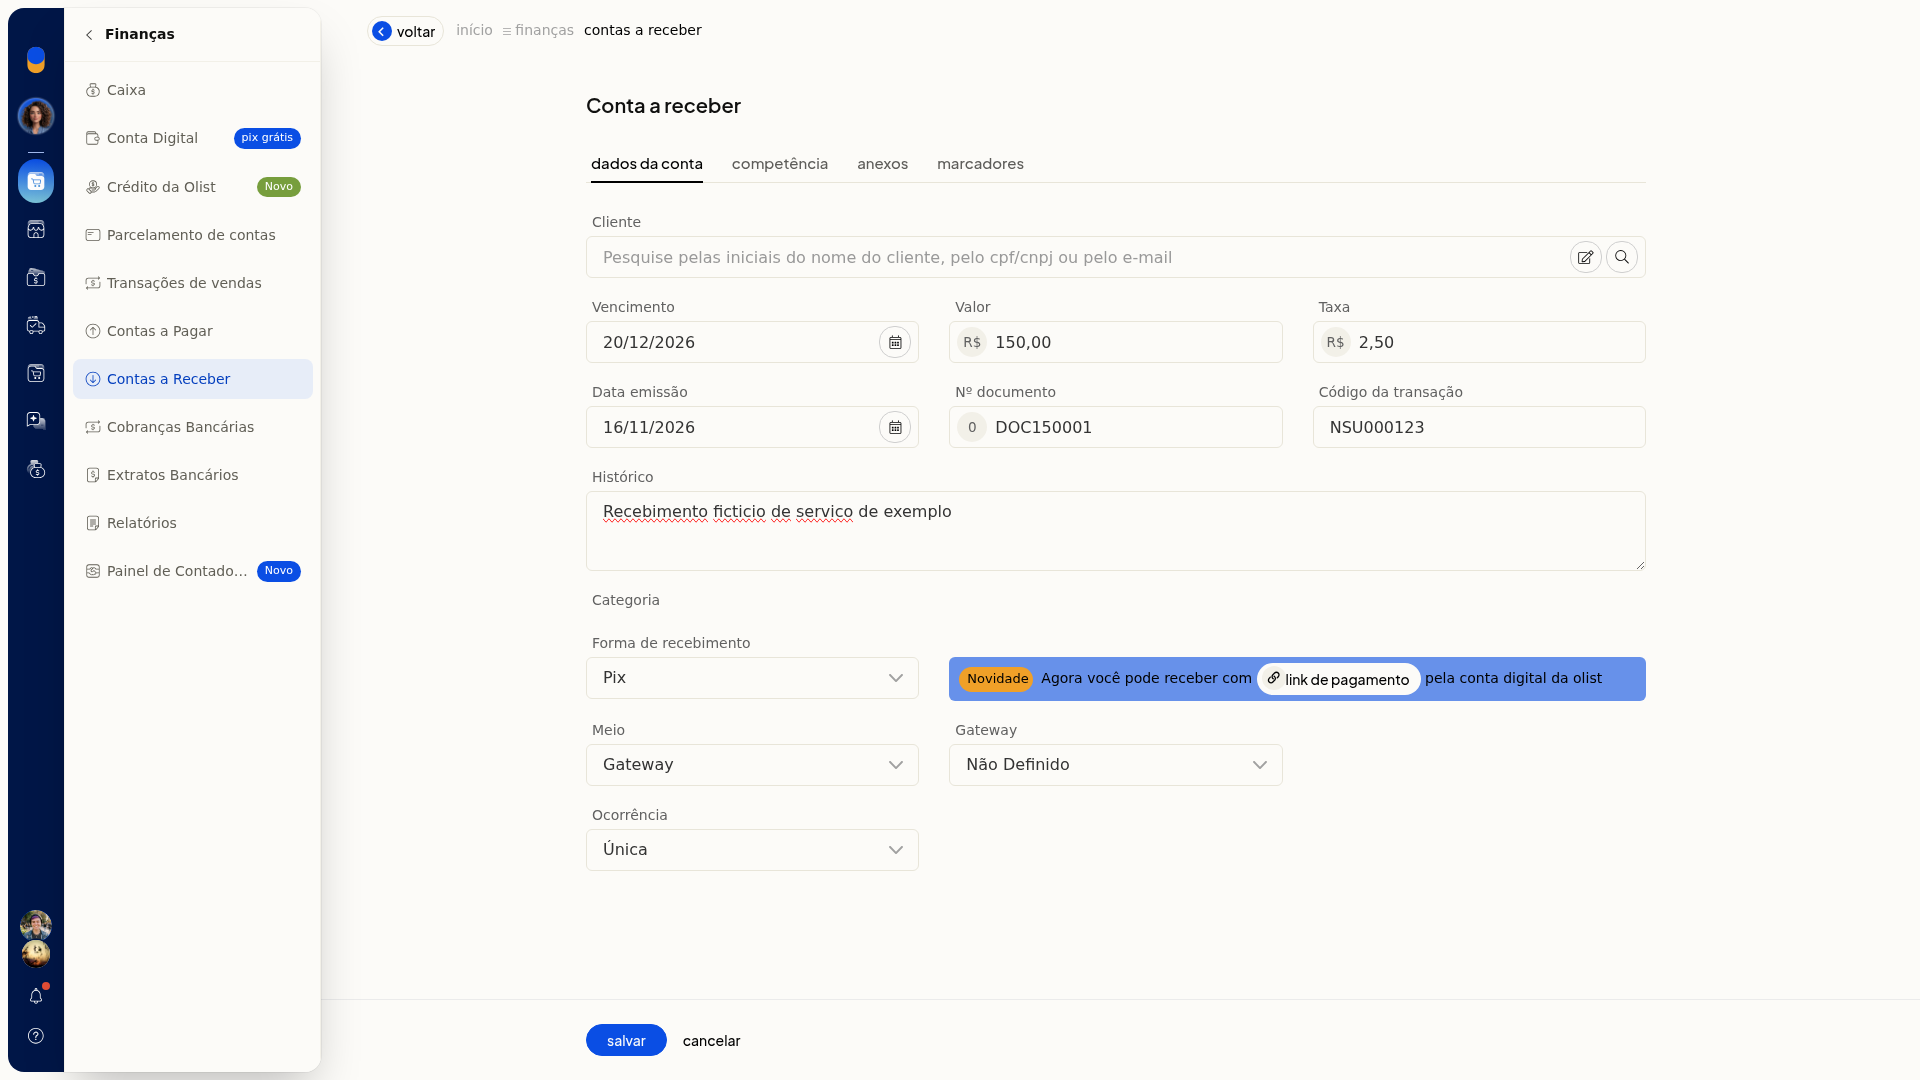 Finanças
Caixa
Conta Digital
pix grátis
Crédito da Olist
Novo
Parcelamento de contas
Transações de vendas
Contas a Pagar
Contas a Receber
Cobranças Bancárias
Extratos Bancários
Relatórios
Painel de Contado...
Novo
voltar
início
finanças
contas a receber
Conta a receber
dados da conta
competência
anexos
marcadores
Cliente
Pesquise pelas iniciais do nome do cliente, pelo cpf/cnpj ou pelo e-mail
Vencimento
Valor
Taxa
20/12/2026
R$ 150,00
R$ 2,50
Data emissão
Nº documento
Código da transação
16/11/2026
0 DOC150001
NSU000123
Histórico
Recebimento ficticio de servico de exemplo
Categoria
Forma de recebimento
Pix
Novidade Agora você pode receber com link de pagamento pela conta digital da olist
Meio
Gateway
Gateway
Não Definido
Ocorrência
Única
salvar
cancelar